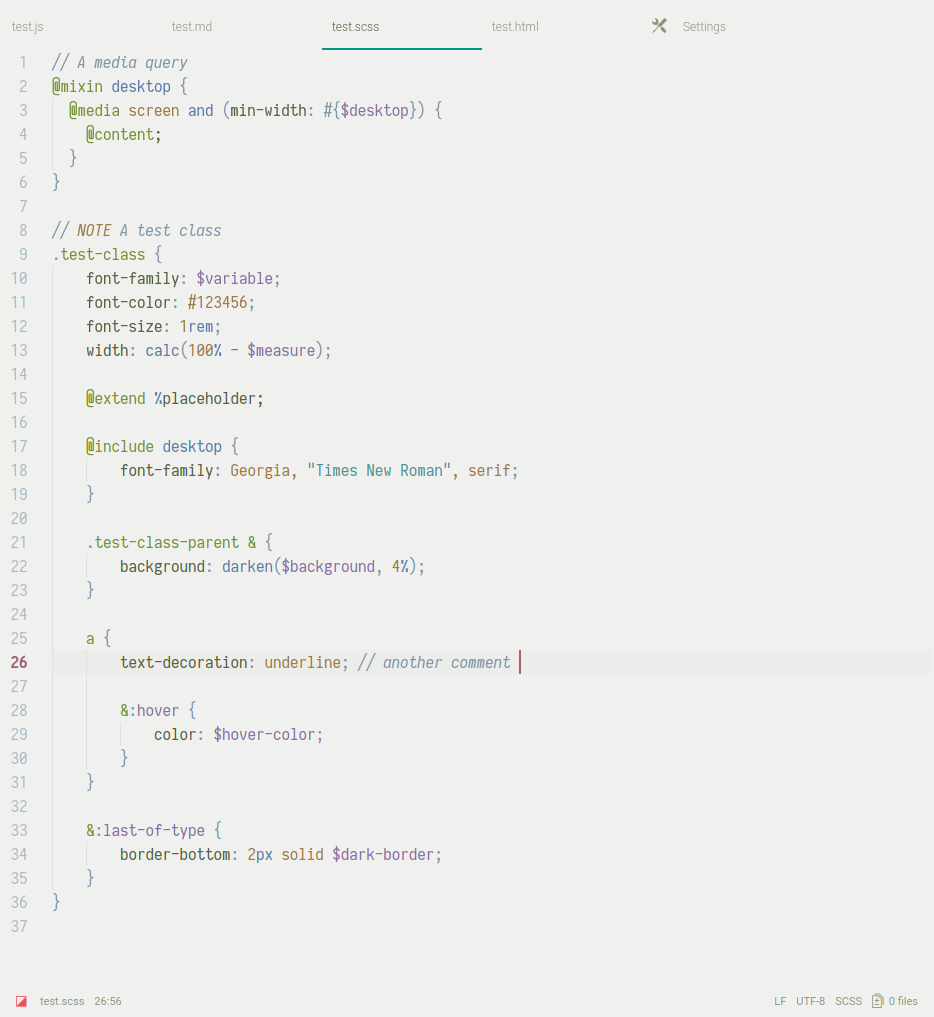 test.js test.md test.scss test.html Settings
1 // A media query
2 @mixin desktop {
3 @media screen and (min-width: #{$desktop}) {
4 @content;
5 }
6 }
7
8 // NOTE A test class
9 .test-class {
10 font-family: $variable;
11 font-color: #123456;
12 font-size: 1rem;
13 width: calc(100% - $measure);
14
15 @extend %placeholder;
16
17 @include desktop {
18 font-family: Georgia, "Times New Roman", serif;
19 }
20
21 .test-class-parent & {
22 background: darken($background, 4%);
23 }
24
25 a {
26 text-decoration: underline; // another comment
27
28 &:hover {
29 color: $hover-color;
30 }
31 }
32
33 &:last-of-type {
34 border-bottom: 2px solid $dark-border;
35 }
36 }
37
test.scss 26:56 LF UTF-8 SCSS 0 files